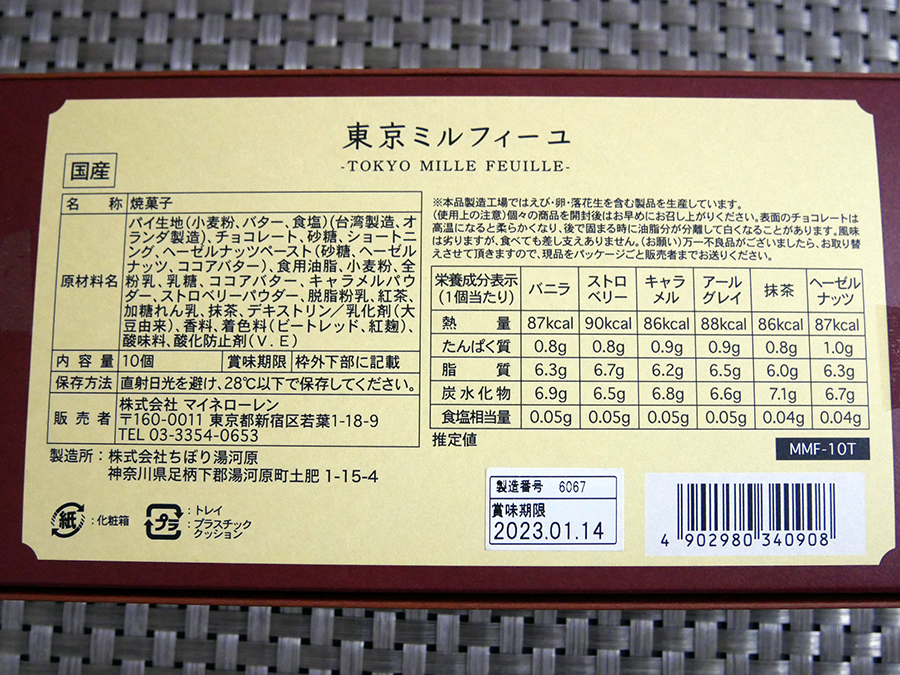 東京ミルフィーユ
-TOKYO MILLE FEUILLE-
国産
名 称 焼菓子
原材料名 パイ生地(小麦粉、バター、食塩)(台湾製造、オ
ランダ製造)、チョコレート、砂糖、ショートニ
ング、ヘーゼルナッツペースト(砂糖、ヘーゼル
ナッツ、ココアバター)、食用油脂、小麦粉、全
粉乳、乳糖、ココアバター、キャラメルパウ
ダー、ストロベリーパウダー、脱脂粉乳、紅茶、
加糖れん乳、抹茶、デキストリン/乳化剤(大
豆由来)、香料、着色料(ビートレッド、紅麹)、
酸味料、酸化防止剤(V.E)
内 容 量 10個 賞味期限 枠外下部に記載
保存方法 直射日光を避け、28℃以下で保存してください。
販 売 者 株式会社 マイネローレン
〒160-0011 東京都新宿区若葉1-18-9
TEL 03-3354-0653
製造所:株式会社ちぼり湯河原
神奈川県足柄下郡湯河原町土肥 1-15-4
紙 :化粧箱
プラ :トレイ
:プラスチック
クッション
※本品製造工場ではえび・卵・落花生を含む製品を生産しています。
(使用上の注意)個々の商品を開封後はお早めにお召し上がりください。表面のチョコレートは
高温になると柔らかくなり、後で固まる時に油脂分が分離して白くなることがあります。風味
は劣りますが、食べても差し支えありません。(お願い)万一不良品がございましたら、お取り替
えさせて頂きますので、現品をパッケージごと販売者までお送りください。
栄養成分表示(1個当たり) バニラ ストロベリー キャラメル アールグレイ 抹茶 ヘーゼルナッツ
熱 量 87kcal 90kcal 86kcal 88kcal 86kcal 87kcal
たんぱく質 0.8g 0.8g 0.9g 0.9g 0.8g 1.0g
脂 質 6.3g 6.7g 6.2g 6.5g 6.0g 6.3g
炭水化物 6.9g 6.5g 6.8g 6.6g 7.1g 6.7g
食塩相当量 0.05g 0.05g 0.05g 0.05g 0.04g 0.04g
推定値
MMF-10T
製造番号 6067
賞味期限
2023.01.14
4 902980 340908